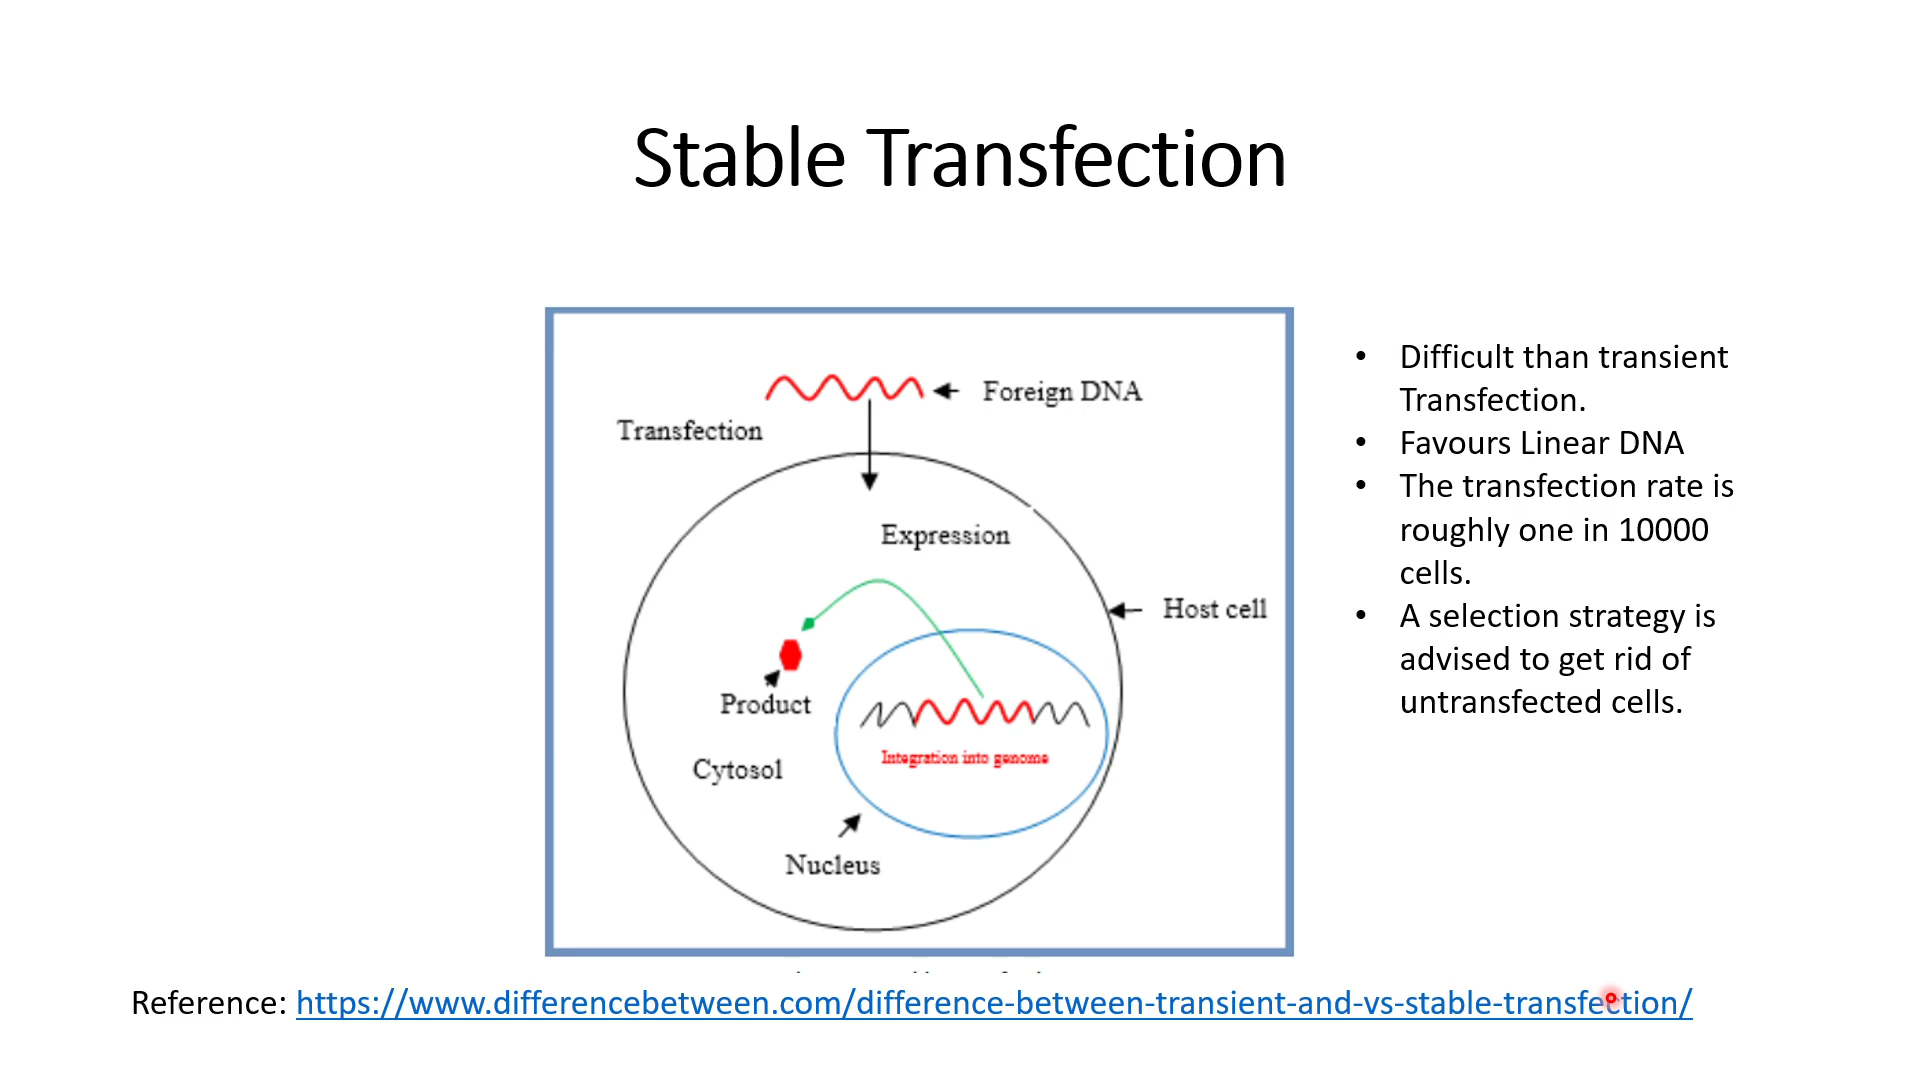 Stable Transfection
Foreign DNA
Transfection
Expression
Host cell
Product
Integration into genome
Cytosol
Nucleus
• Difficult than transient
Transfection.
• Favours Linear DNA
• The transfection rate is
roughly one in 10000
cells.
• A selection strategy is
advised to get rid of
untransfected cells.
Reference: https://www.differencebetween.com/difference-between-transient-and-vs-stable-transfection/